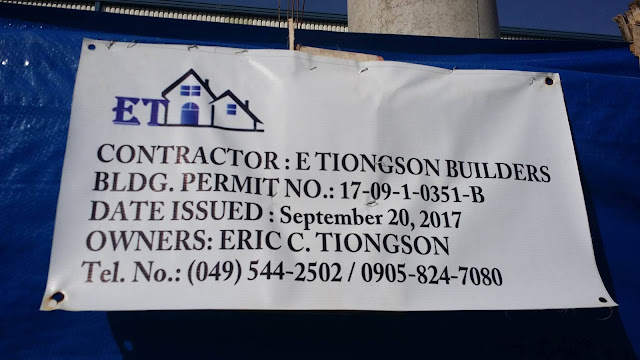 ET
CONTRACTOR : E TIONGSON BUILDERS
BLDG. PERMIT NO.: 17-09-1-0351-B
DATE ISSUED : September 20, 2017
OWNERS: ERIC C. TIONGSON
Tel. No.: (049) 544-2502 / 0905-824-7080